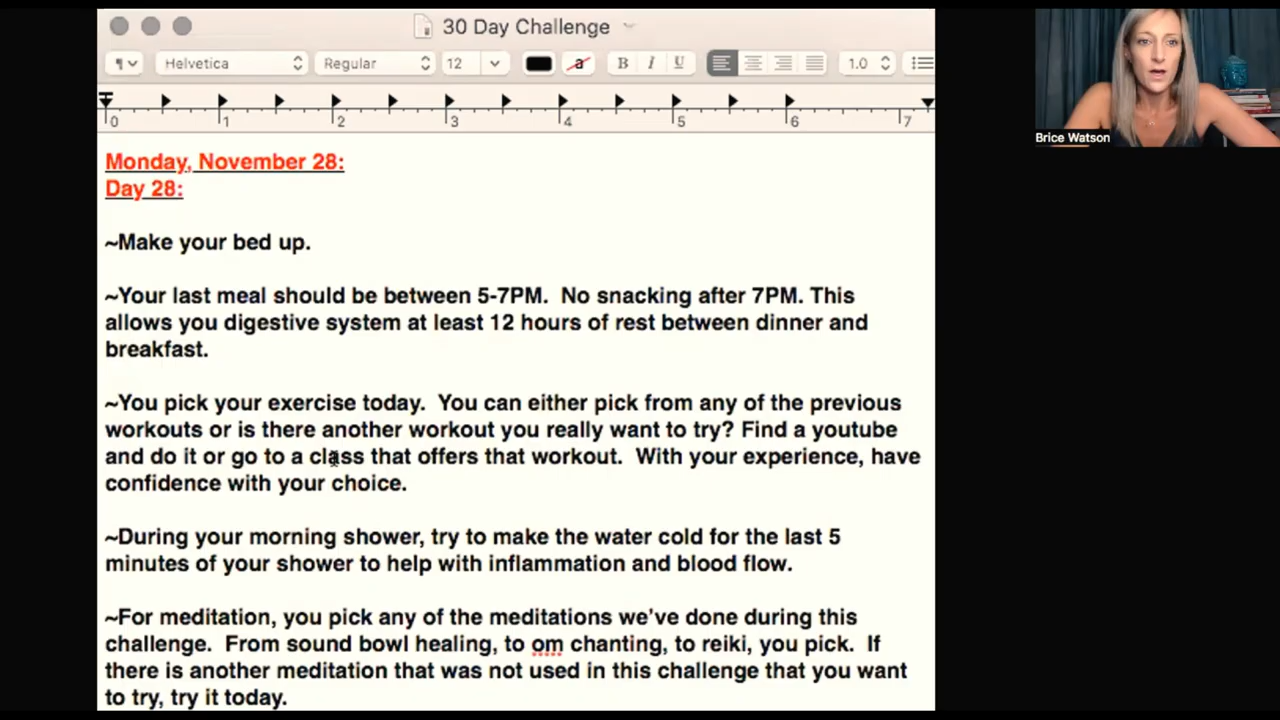 30 Day Challenge
Helvetica Regular 12 a B I U 1.0
0 1 2 3 4 5 6 7
Monday, November 28:
Day 28:
~Make your bed up.
~Your last meal should be between 5-7PM.  No snacking after 7PM. This
allows you digestive system at least 12 hours of rest between dinner and
breakfast.
~You pick your exercise today.  You can either pick from any of the previous
workouts or is there another workout you really want to try? Find a youtube
and do it or go to a class that offers that workout.  With your experience, have
confidence with your choice.
~During your morning shower, try to make the water cold for the last 5
minutes of your shower to help with inflammation and blood flow.
~For meditation, you pick any of the meditations we've done during this
challenge.  From sound bowl healing, to om chanting, to reiki, you pick.  If
there is another meditation that was not used in this challenge that you want
to try, try it today.
Brice Watson